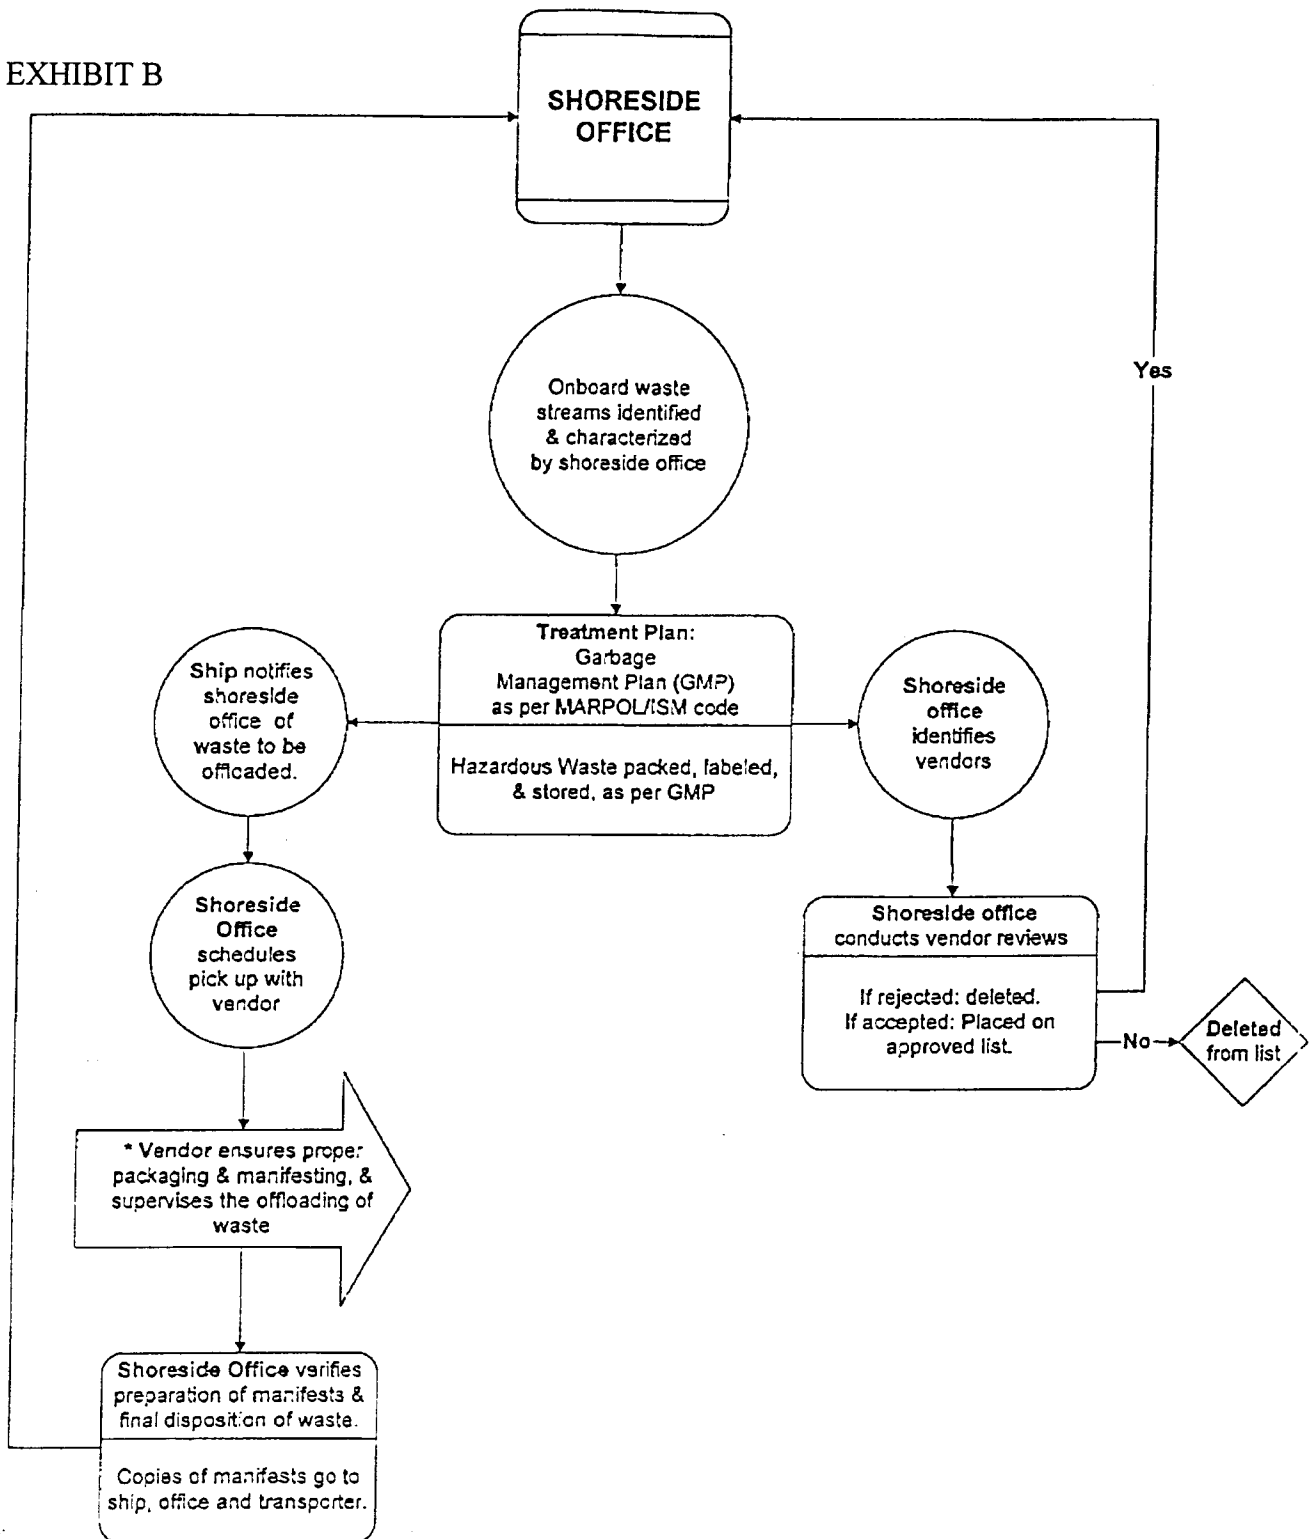 EXHIBIT B
SHORESIDE
OFFICE
Yes
Onboard waste
streams identified
& characterized
by shoreside office
Treatment Plan:
Garbage
Management Plan (GMP)
as per MARPOL/ISM code
Hazardous Waste packed, labeled,
& stored, as per GMP
Ship notifies
shoreside
office of
waste to be
offloaded.
Shoreside
office
identifies
vendors
Shoreside
Office
schedules
pick up with
vendor
Shoreside office
conducts vendor reviews
If rejected: deleted.
If accepted: Placed on
approved list.
No
Deleted
from list
* Vendor ensures proper
packaging & manifesting, &
supervises the offloading of
waste
Shoreside Office verifies
preparation of manifests &
final disposition of waste.
Copies of manifests go to
ship, office and transporter.